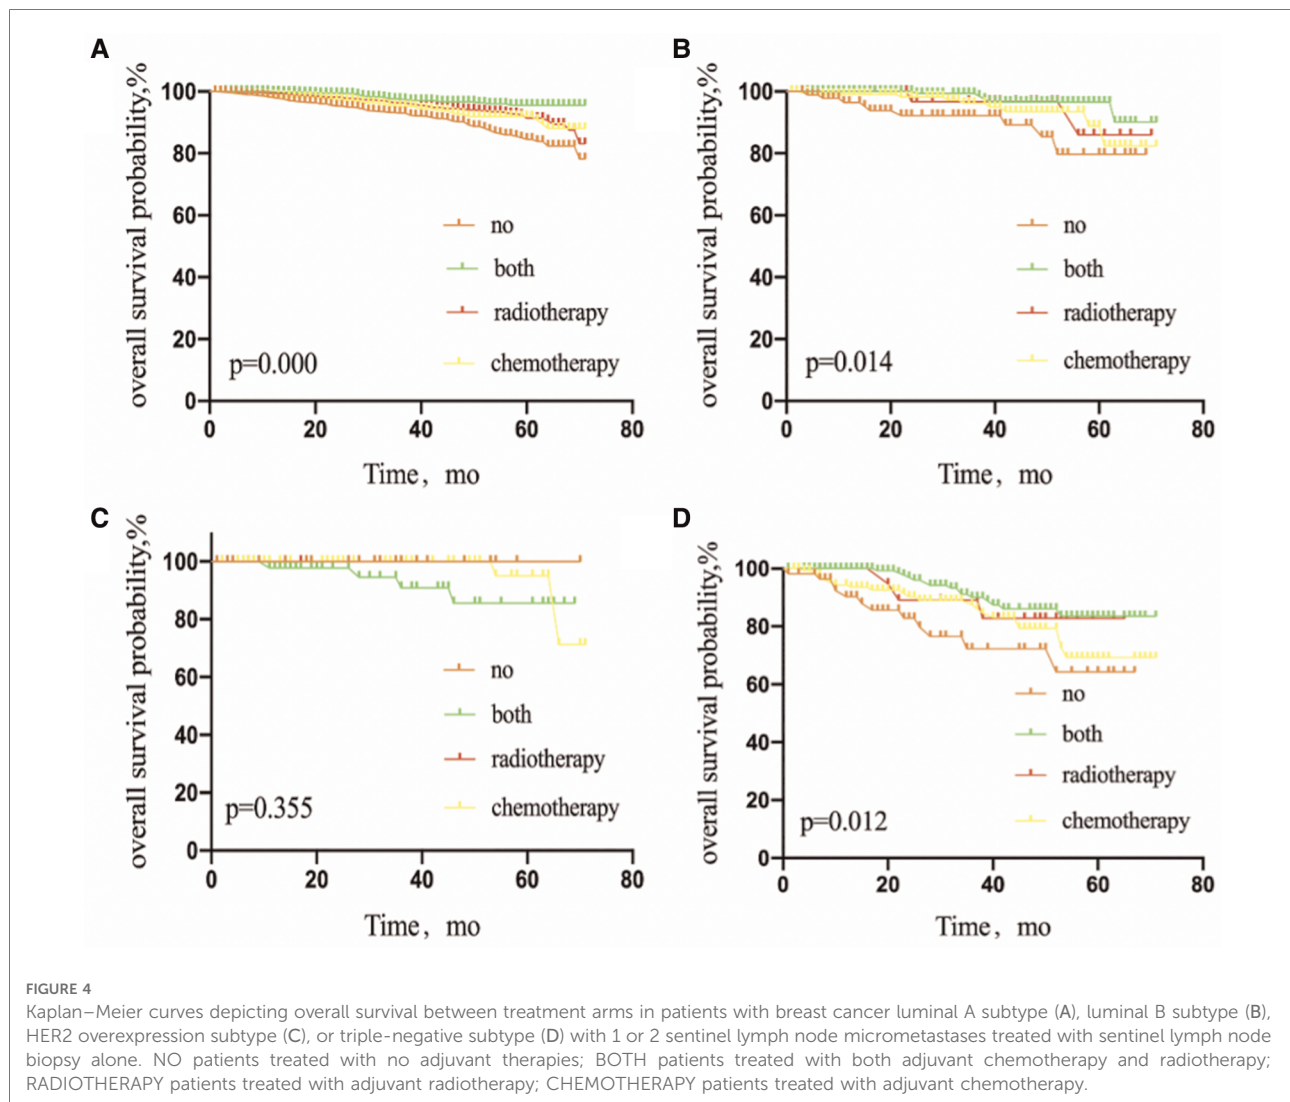 A
overall survival probability,%
100
80
60
40
20
0
no
both
radiotherapy
chemotherapy
p=0.000
0 20 40 60 80
Time, mo
B
overall survival probability,%
100
80
60
40
20
0
no
both
radiotherapy
chemotherapy
p=0.014
0 20 40 60 80
Time, mo
C
overall survival probability,%
100
80
60
40
20
0
no
both
radiotherapy
chemotherapy
p=0.355
0 20 40 60 80
Time, mo
D
overall survival probability,%
100
80
60
40
20
0
no
both
radiotherapy
chemotherapy
p=0.012
0 20 40 60 80
Time, mo
FIGURE 4
Kaplan–Meier curves depicting overall survival between treatment arms in patients with breast cancer luminal A subtype (A), luminal B subtype (B),
HER2 overexpression subtype (C), or triple-negative subtype (D) with 1 or 2 sentinel lymph node micrometastases treated with sentinel lymph node
biopsy alone. NO patients treated with no adjuvant therapies; BOTH patients treated with both adjuvant chemotherapy and radiotherapy;
RADIOTHERAPY patients treated with adjuvant radiotherapy; CHEMOTHERAPY patients treated with adjuvant chemotherapy.